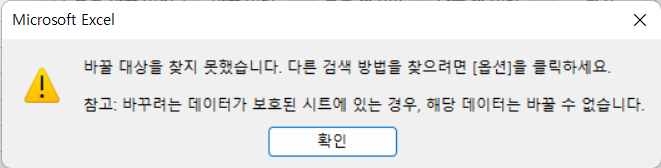 Microsoft Excel
바꿀 대상을 찾지 못했습니다. 다른 검색 방법을 찾으려면 [옵션]을 클릭하세요.
참고: 바꾸려는 데이터가 보호된 시트에 있는 경우, 해당 데이터는 바꿀 수 없습니다.
확인